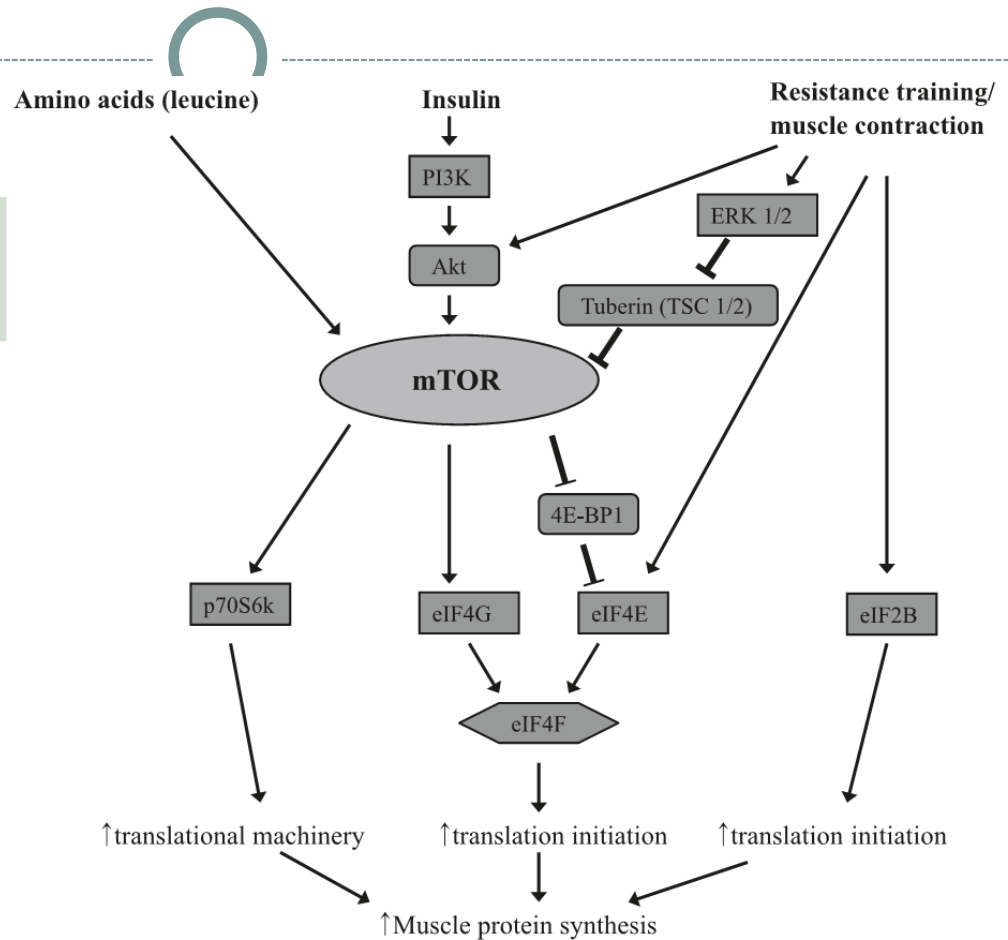 Amino acids (leucine)
Insulin
Resistance training/
muscle contraction
PI3K
ERK 1/2
Akt
Tuberin (TSC 1/2)
mTOR
4E-BP1
p70S6k
eIF4G
eIF4E
eIF2B
eIF4F
↑translational machinery
↑translation initiation
↑translation initiation
↑Muscle protein synthesis